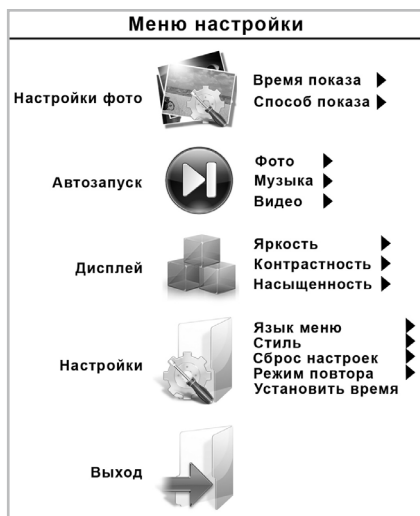 Меню настройки
Настройки фото
Время показа
Способ показа
Автозапуск
Фото
Музыка
Видео
Дисплей
Яркость
Контрастность
Насыщенность
Настройки
Язык меню
Стиль
Сброс настроек
Режим повтора
Установить время
Выход